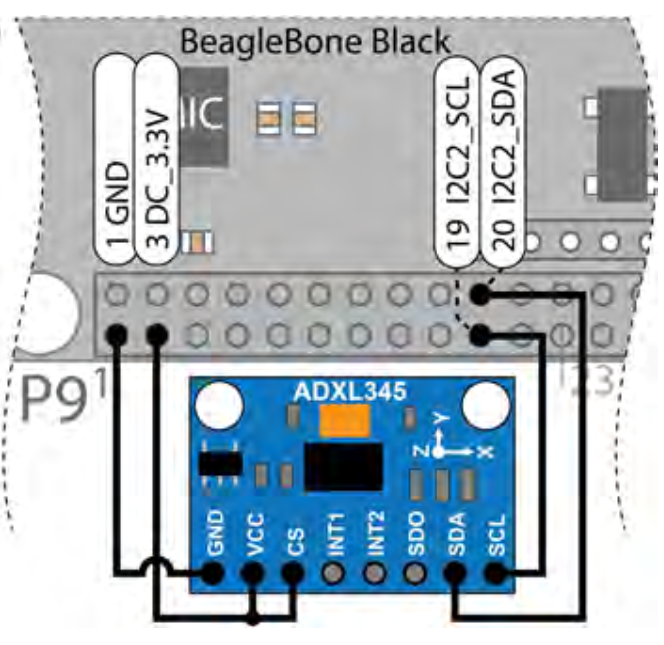 BeagleBone Black
1 GND
3 DC_3.3V
IC
19 I2C2_SCL
20 I2C2_SDA
P9
1
23
ADXL345
Y
Z
X
GND
VCC
CS
INT1
INT2
SDO
SDA
SCL